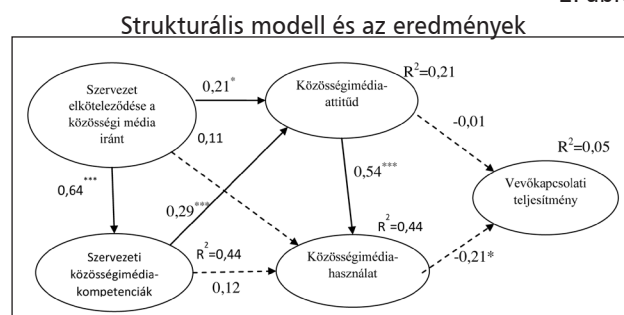 Strukturális modell és az eredmények
Szervezet
elköteleződése a
közösségi média
iránt
0,21*
Közösségimédia-
attitűd
R²=0,21
0,11
-0,01
R²=0,05
0,64***
0,29***
0,54***
Vevőkapcsolati
teljesítmény
Szervezeti
közösségimédia-
kompetenciák
R²=0,44
0,12
R²=0,44
Közösségimédia-
használat
-0,21*